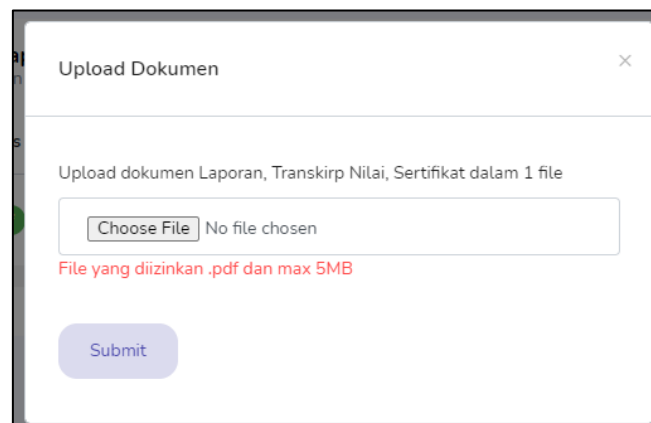 Upload Dokumen
×
Upload dokumen Laporan, Transkirp Nilai, Sertifikat dalam 1 file
Choose File No file chosen
File yang diizinkan .pdf dan max 5MB
Submit